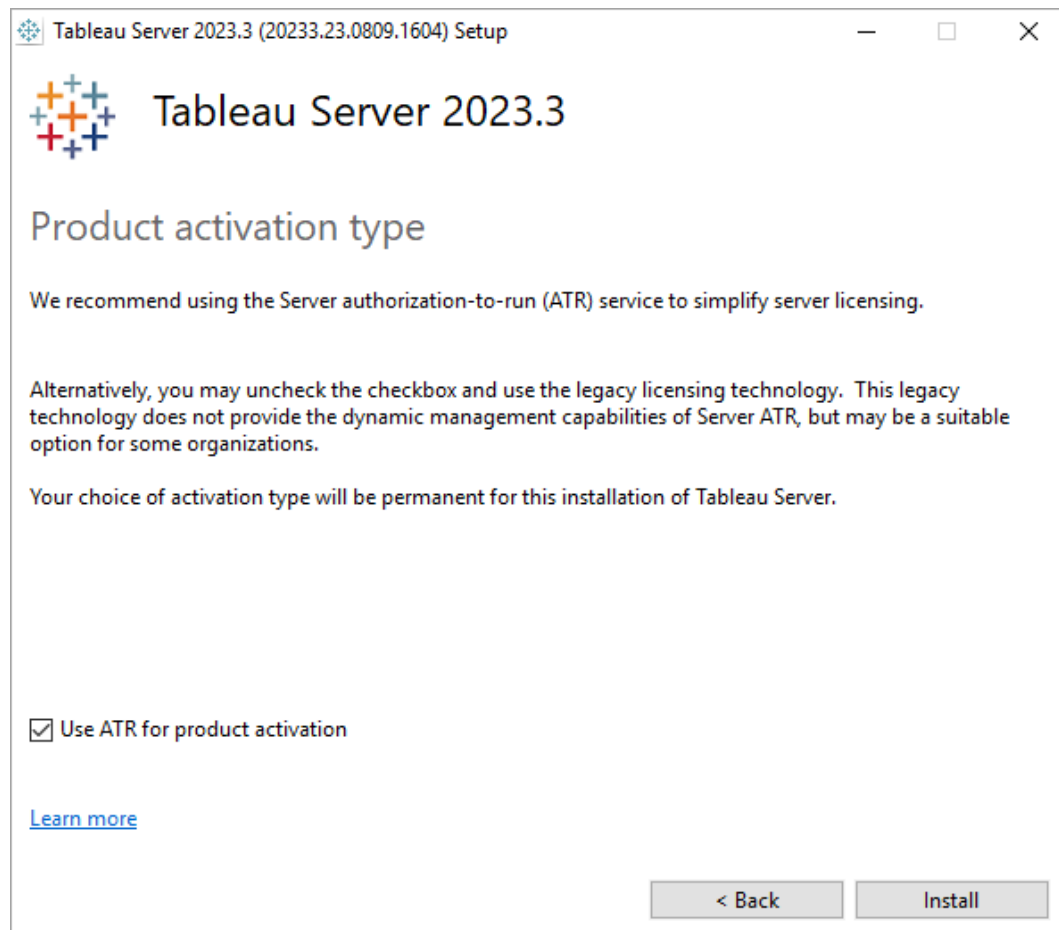 Tableau Server 2023.3 (20233.23.0809.1604) Setup
Tableau Server 2023.3
Product activation type
We recommend using the Server authorization-to-run (ATR) service to simplify server licensing.
Alternatively, you may uncheck the checkbox and use the legacy licensing technology.  This legacy
technology does not provide the dynamic management capabilities of Server ATR, but may be a suitable
option for some organizations.
Your choice of activation type will be permanent for this installation of Tableau Server.
Use ATR for product activation
Learn more
< Back
Install